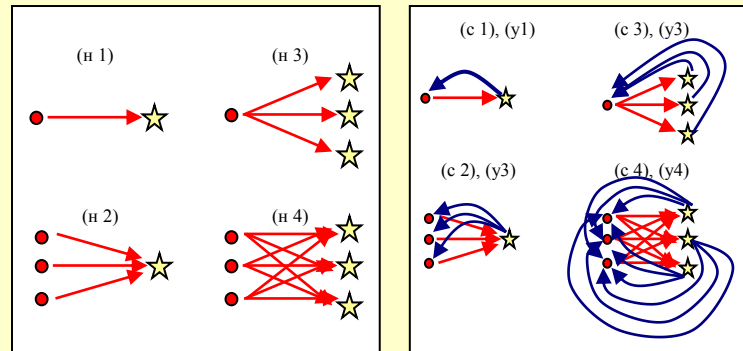 (н 1)
(н 3)
(н 2)
(н 4)
(с 1), (у1)
(с 3), (у3)
(с 2), (у3)
(с 4), (у4)